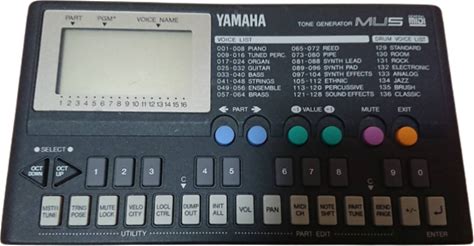 PART PGM# VOICE NAME
YAMAHA
TONE GENERATOR MU5
MIDI
1 2 3 4 5 6 7 8 9 10 11 12 13 14 15 16
VOICE LIST
001-008 PIANO
009-016 TUNED PERC.
017-024 ORGAN
025-032 GUITAR
033-040 BASS
041-048 STRINGS
049-056 ENSEMBLE
057-064 BRASS
065-072 REED
073-080 PIPE
081-088 SYNTH LEAD
089-096 SYNTH PAD
097-104 SYNTH EFFECTS
105-112 ETHNIC
113-120 PERCUSSIVE
121-128 SOUND EFFECTS
DRUM VOICE LIST
129 STANDARD
130 ROOM
131 ROCK
132 ELECTRONIC
133 ANALOG
134 JAZZ
135 BRUSH
136 CLASSIC
PART
-1 VALUE +1
MUTE
EXIT
SELECT
OCT DOWN
OCT UP
1
2
3
4
5
6
7
8
9
0
C
C
MSTR TUNE
TRNS POSE
MUTE LOCK
VELO CITY
LOCL CTRL
DUMP OUT
INIT ALL
VOL
PAN
MIDI CH
NOTE SHIFT
PART TUNE
BEND RANGE
-/+
UTILITY
PART EDIT
ENTER